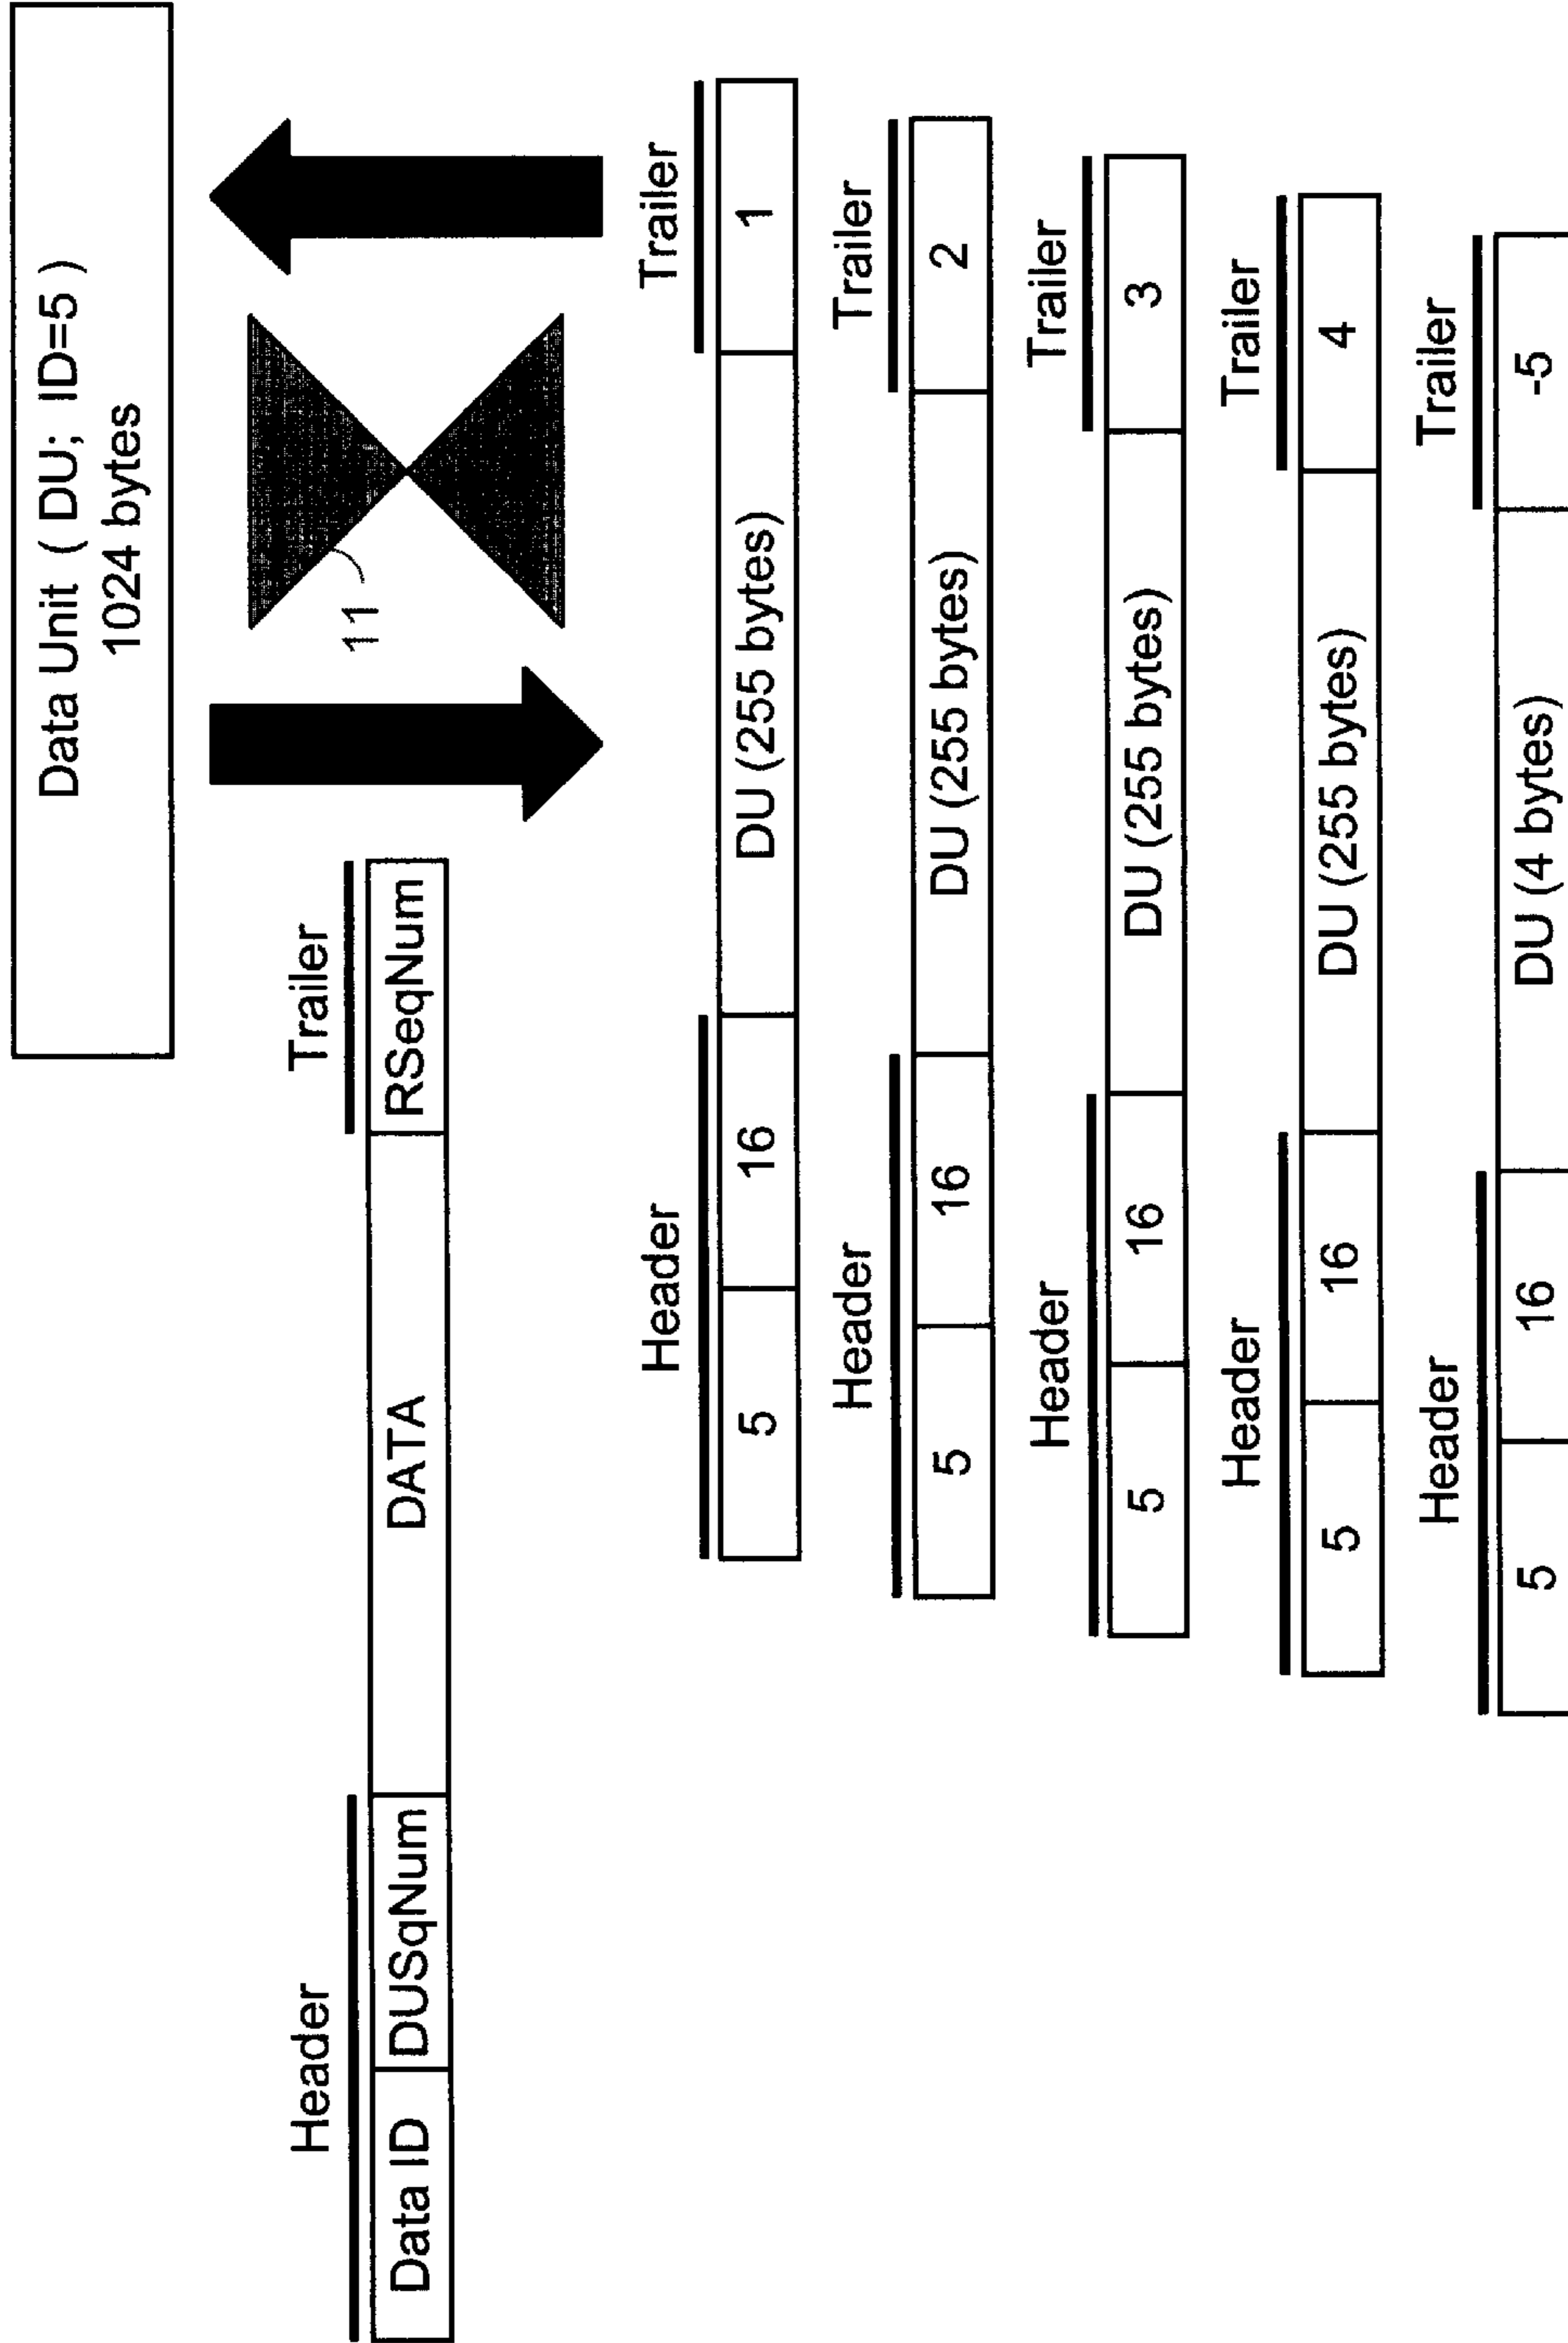 Data Unit ( DU; ID=5 )
1024 bytes
Header
Trailer
Data ID DUSqNum DATA RSeqNum
11
Header
Trailer
5 16 DU (255 bytes) 1
Header
Trailer
5 16 DU (255 bytes) 2
Header
Trailer
5 16 DU (255 bytes) 3
Header
Trailer
5 16 DU (255 bytes) 4
Header
Trailer
5 16 DU (4 bytes) -5